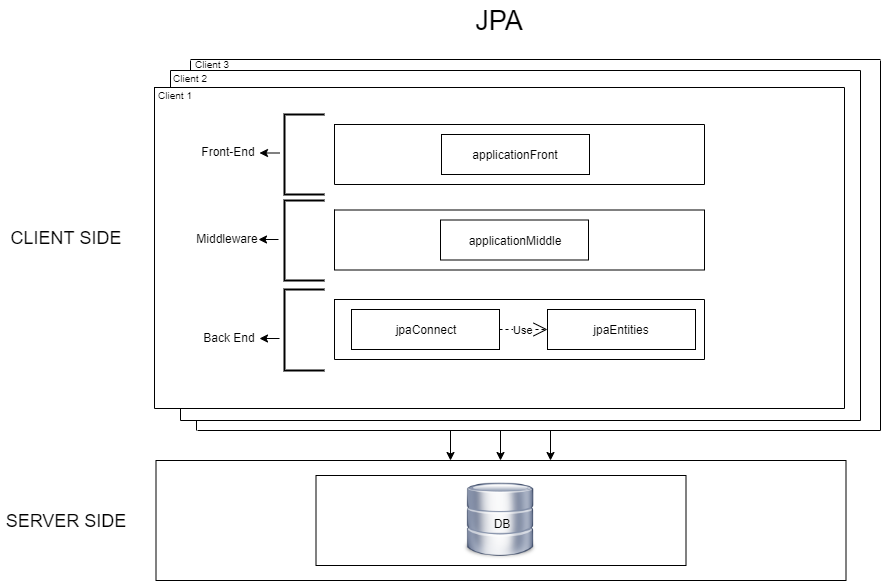 JPA
Client 3
Client 2
Client 1
Front-End
applicationFront
CLIENT SIDE
Middleware
applicationMiddle
Back End
jpaConnect
Use
jpaEntities
SERVER SIDE
DB